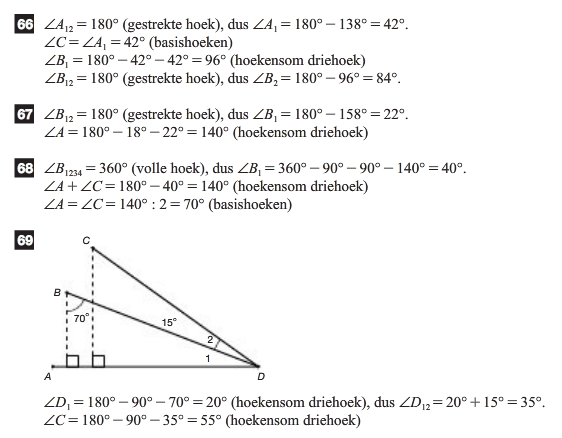 66 ∠A₁₂ = 180° (gestrekte hoek), dus ∠A₁ = 180° − 138° = 42°.
∠C = ∠A₁ = 42° (basishoeken)
∠B₁ = 180° − 42° − 42° = 96° (hoekensom driehoek)
∠B₁₂ = 180° (gestrekte hoek), dus ∠B₂ = 180° − 96° = 84°.
67 ∠B₁₂ = 180° (gestrekte hoek), dus ∠B₁ = 180° − 158° = 22°.
∠A = 180° − 18° − 22° = 140° (hoekensom driehoek)
68 ∠B₁₂₃₄ = 360° (volle hoek), dus ∠B₁ = 360° − 90° − 90° − 140° = 40°.
∠A + ∠C = 180° − 40° = 140° (hoekensom driehoek)
∠A = ∠C = 140° : 2 = 70° (basishoeken)
69
C
B
70°
15°
2
1
A
D
∠D₁ = 180° − 90° − 70° = 20° (hoekensom driehoek), dus ∠D₁₂ = 20° + 15° = 35°.
∠C = 180° − 90° − 35° = 55° (hoekensom driehoek)